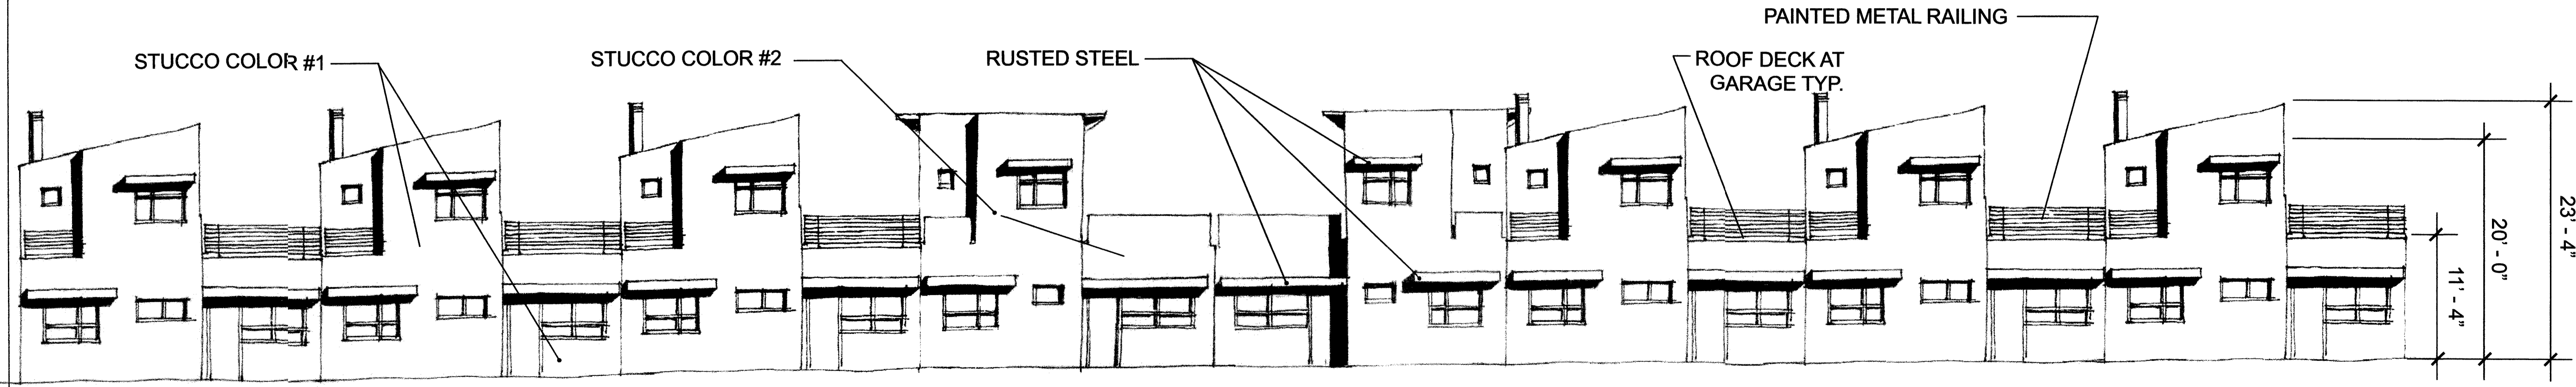 PAINTED METAL RAILING
STUCCO COLOR #1
STUCCO COLOR #2
RUSTED STEEL
ROOF DECK AT
GARAGE TYP.
11' - 4"
20' - 0"
23' - 4"